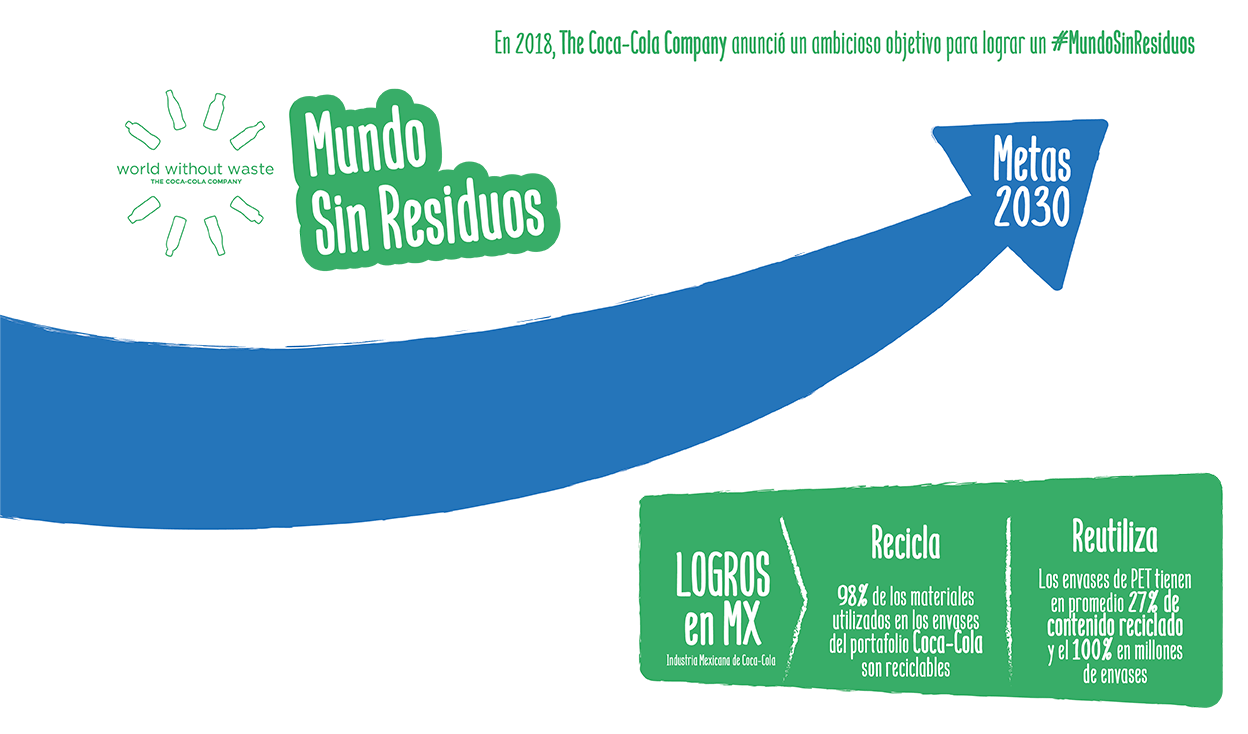 En 2018, The Coca-Cola Company anunció un ambicioso objetivo para lograr un #MundoSinResiduos
world without waste
THE COCA-COLA COMPANY
Mundo
Sin Residuos
Metas
2030
LOGROS
en MX
Industria Mexicana de Coca-Cola
Recicla
98% de los materiales
utilizados en los envases
del portafolio Coca-Cola
son reciclables
Reutiliza
Los envases de PET tienen
en promedio 27% de
contenido reciclado
y el 100% en millones
de envases